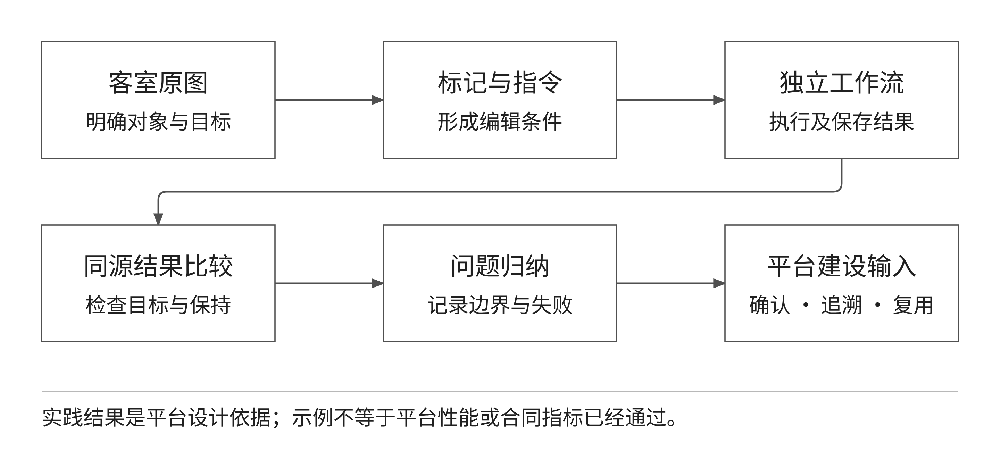 客室原图
明确对象与目标
标记与指令
形成编辑条件
独立工作流
执行及保存结果
同源结果比较
检查目标与保持
问题归纳
记录边界与失败
平台建设输入
确认 · 追溯 · 复用
实践结果是平台设计依据；示例不等于平台性能或合同指标已经通过。